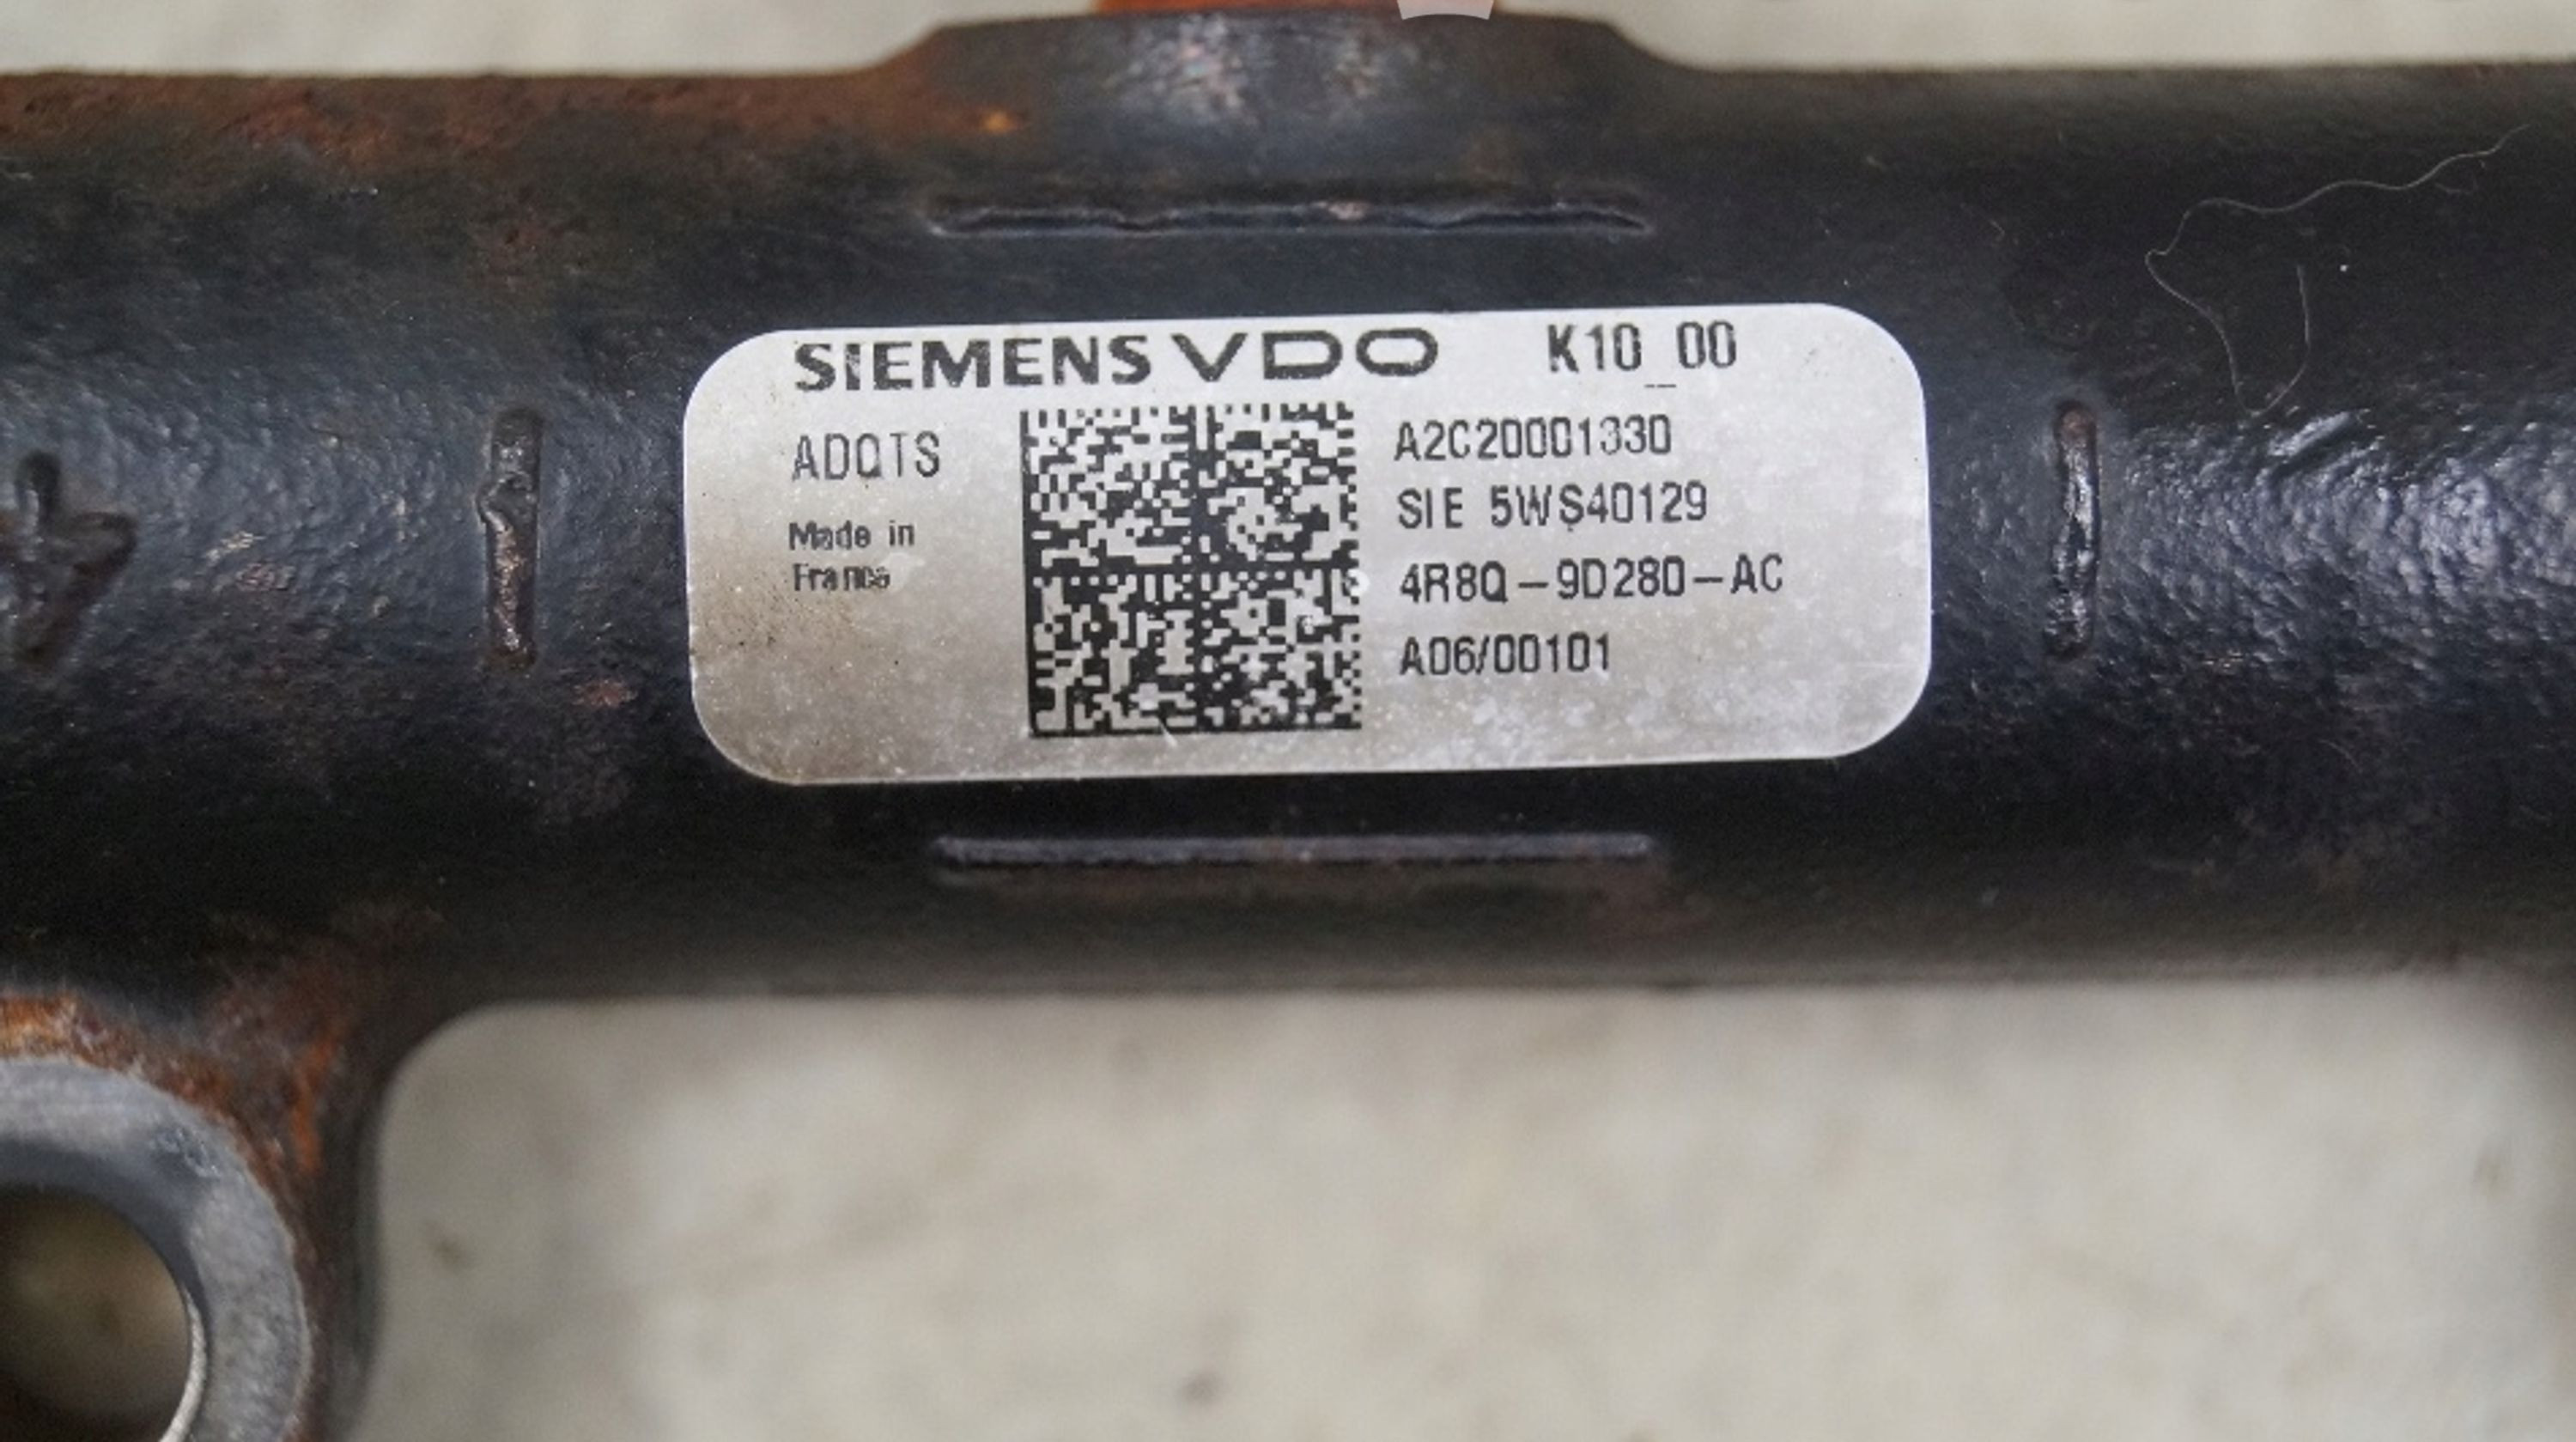 SIEMENS VDO K10_00
ADQTS
Made in
France
A2C20001330
SIE 5WS40129
4R8Q-9D280-AC
A06/00101